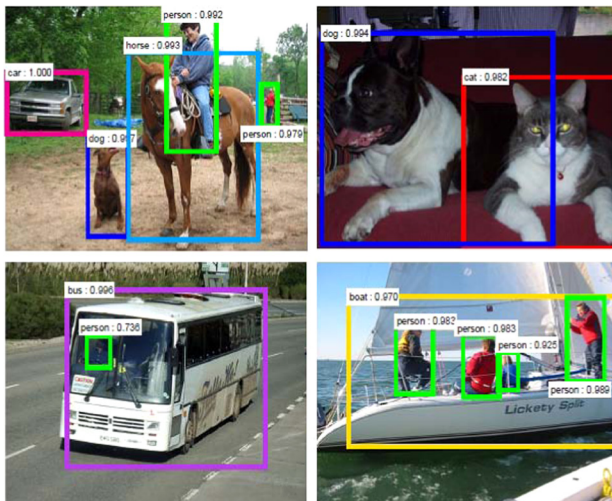 person : 0.992
horse : 0.993
car : 1.000
dog : 0.997
person : 0.979
dog : 0.994
cat : 0.982
bus : 0.996
person : 0.736
boat : 0.970
person : 0.983
person : 0.983
person : 0.925
person : 0.989
Lickety Split